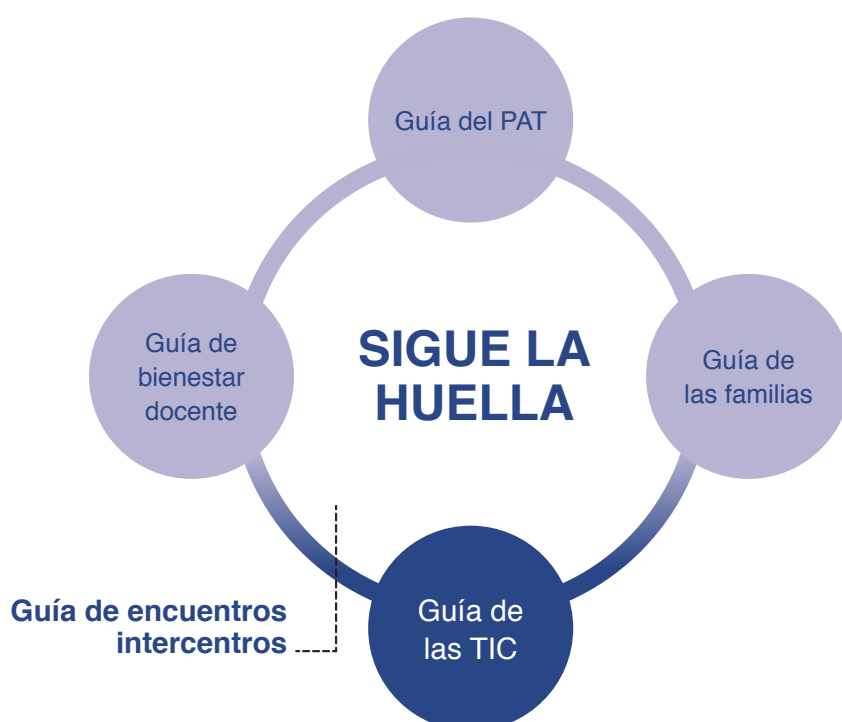 Guía del PAT
SIGUE LA
HUELLA
Guía de
bienestar
docente
Guía de
las familias
Guía de encuentros
intercentros
Guía de
las TIC